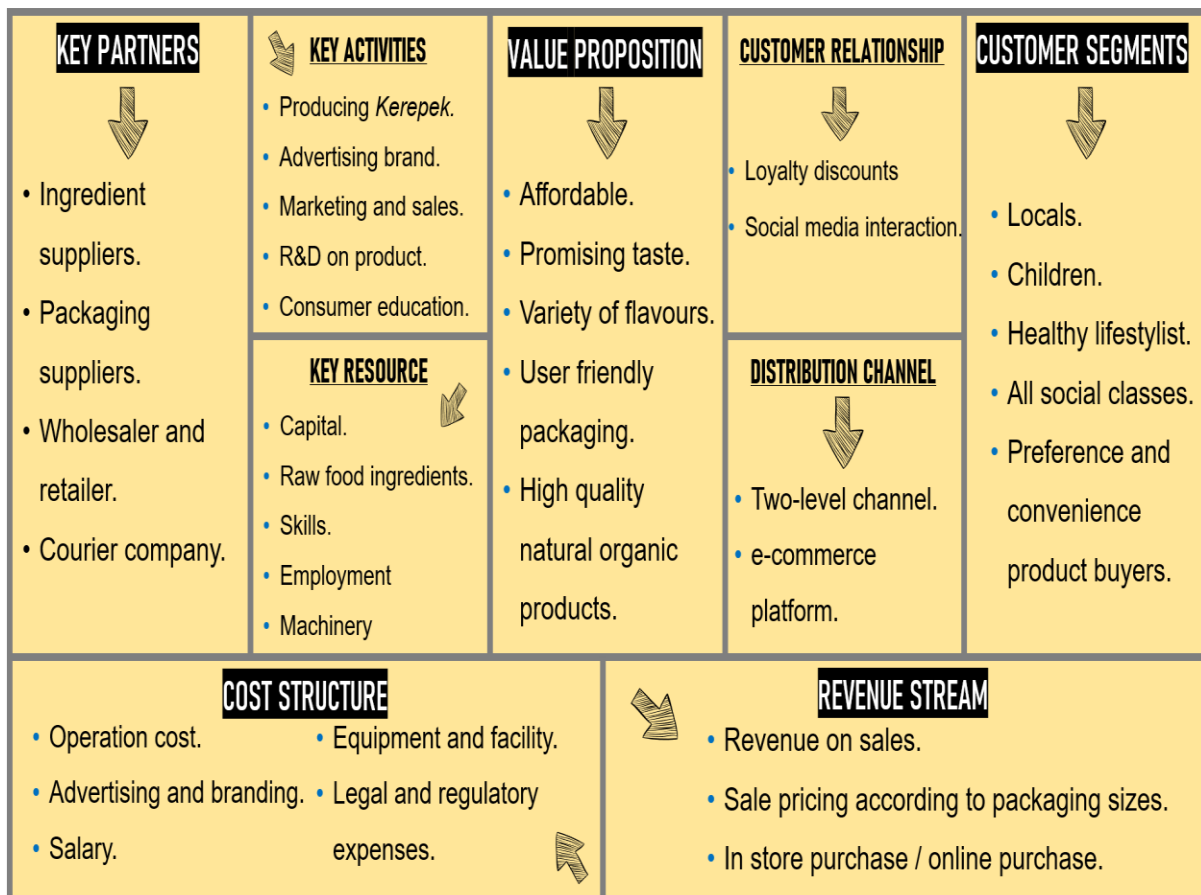 KEY PARTNERS
• Ingredient
suppliers.
• Packaging
suppliers.
• Wholesaler and
retailer.
• Courier company.
KEY ACTIVITIES
• Producing Kerepek.
• Advertising brand.
• Marketing and sales.
• R&D on product.
• Consumer education.
KEY RESOURCE
• Capital.
• Raw food ingredients.
• Skills.
• Employment
• Machinery
VALUE PROPOSITION
• Affordable.
• Promising taste.
• Variety of flavours.
• User friendly
packaging.
• High quality
natural organic
products.
CUSTOMER RELATIONSHIP
• Loyalty discounts
• Social media interaction.
DISTRIBUTION CHANNEL
• Two-level channel.
• e-commerce
platform.
CUSTOMER SEGMENTS
• Locals.
• Children.
• Healthy lifestylist.
• All social classes.
• Preference and
convenience
product buyers.
COST STRUCTURE
• Operation cost.
• Advertising and branding.
• Salary.
• Equipment and facility.
• Legal and regulatory
expenses.
REVENUE STREAM
• Revenue on sales.
• Sale pricing according to packaging sizes.
• In store purchase / online purchase.